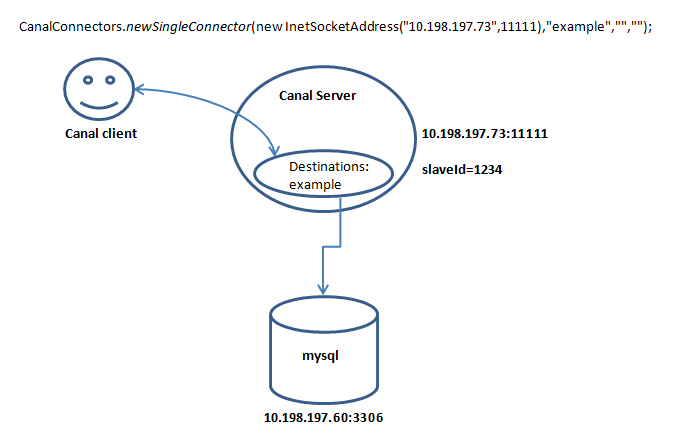 CanalConnectors.newSingleConnector(new InetSocketAddress("10.198.197.73",11111),"example","","");
Canal Server
Canal client
10.198.197.73:11111
Destinations:
example
slaveId=1234
mysql
10.198.197.60:3306